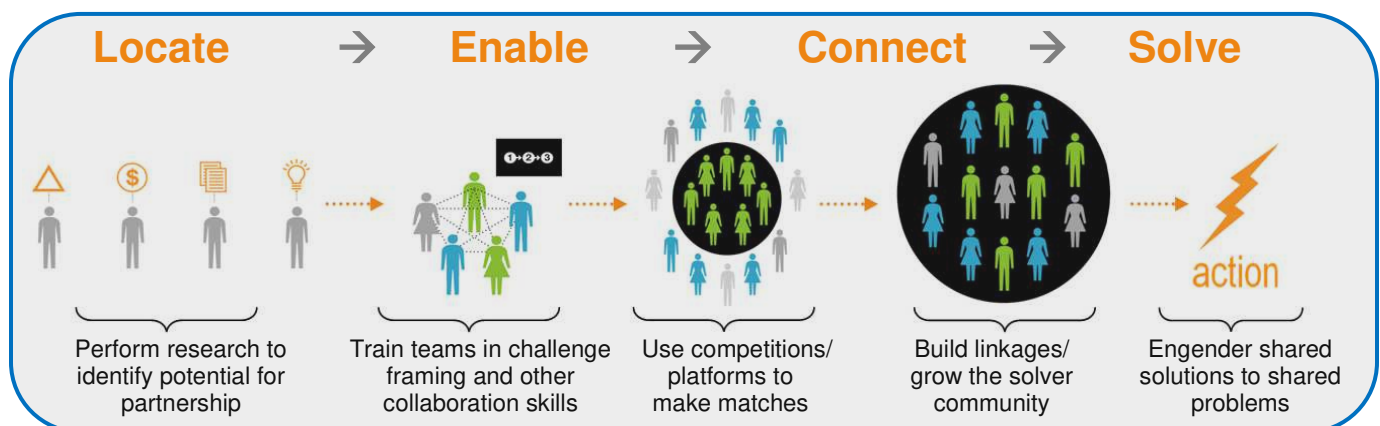 Locate → Enable → Connect → Solve
$
1→2→3
action
Perform research to
identify potential for
partnership
Train teams in challenge
framing and other
collaboration skills
Use competitions/
platforms to
make matches
Build linkages/
grow the solver
community
Engender shared
solutions to shared
problems